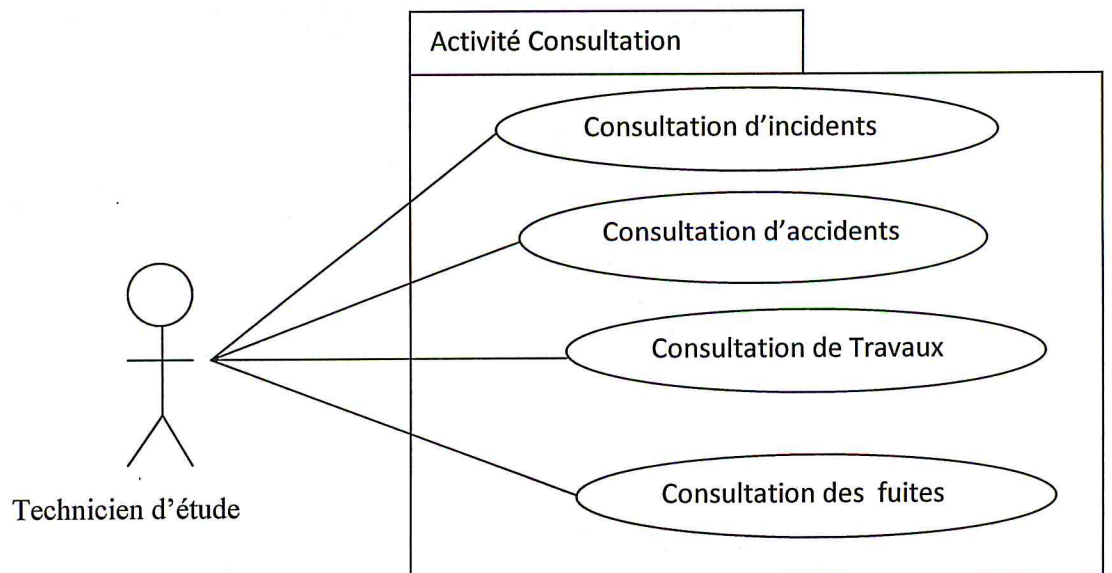 Activité Consultation
Consultation d'incidents
Consultation d'accidents
Consultation de Travaux
Consultation des fuites
Technicien d'étude